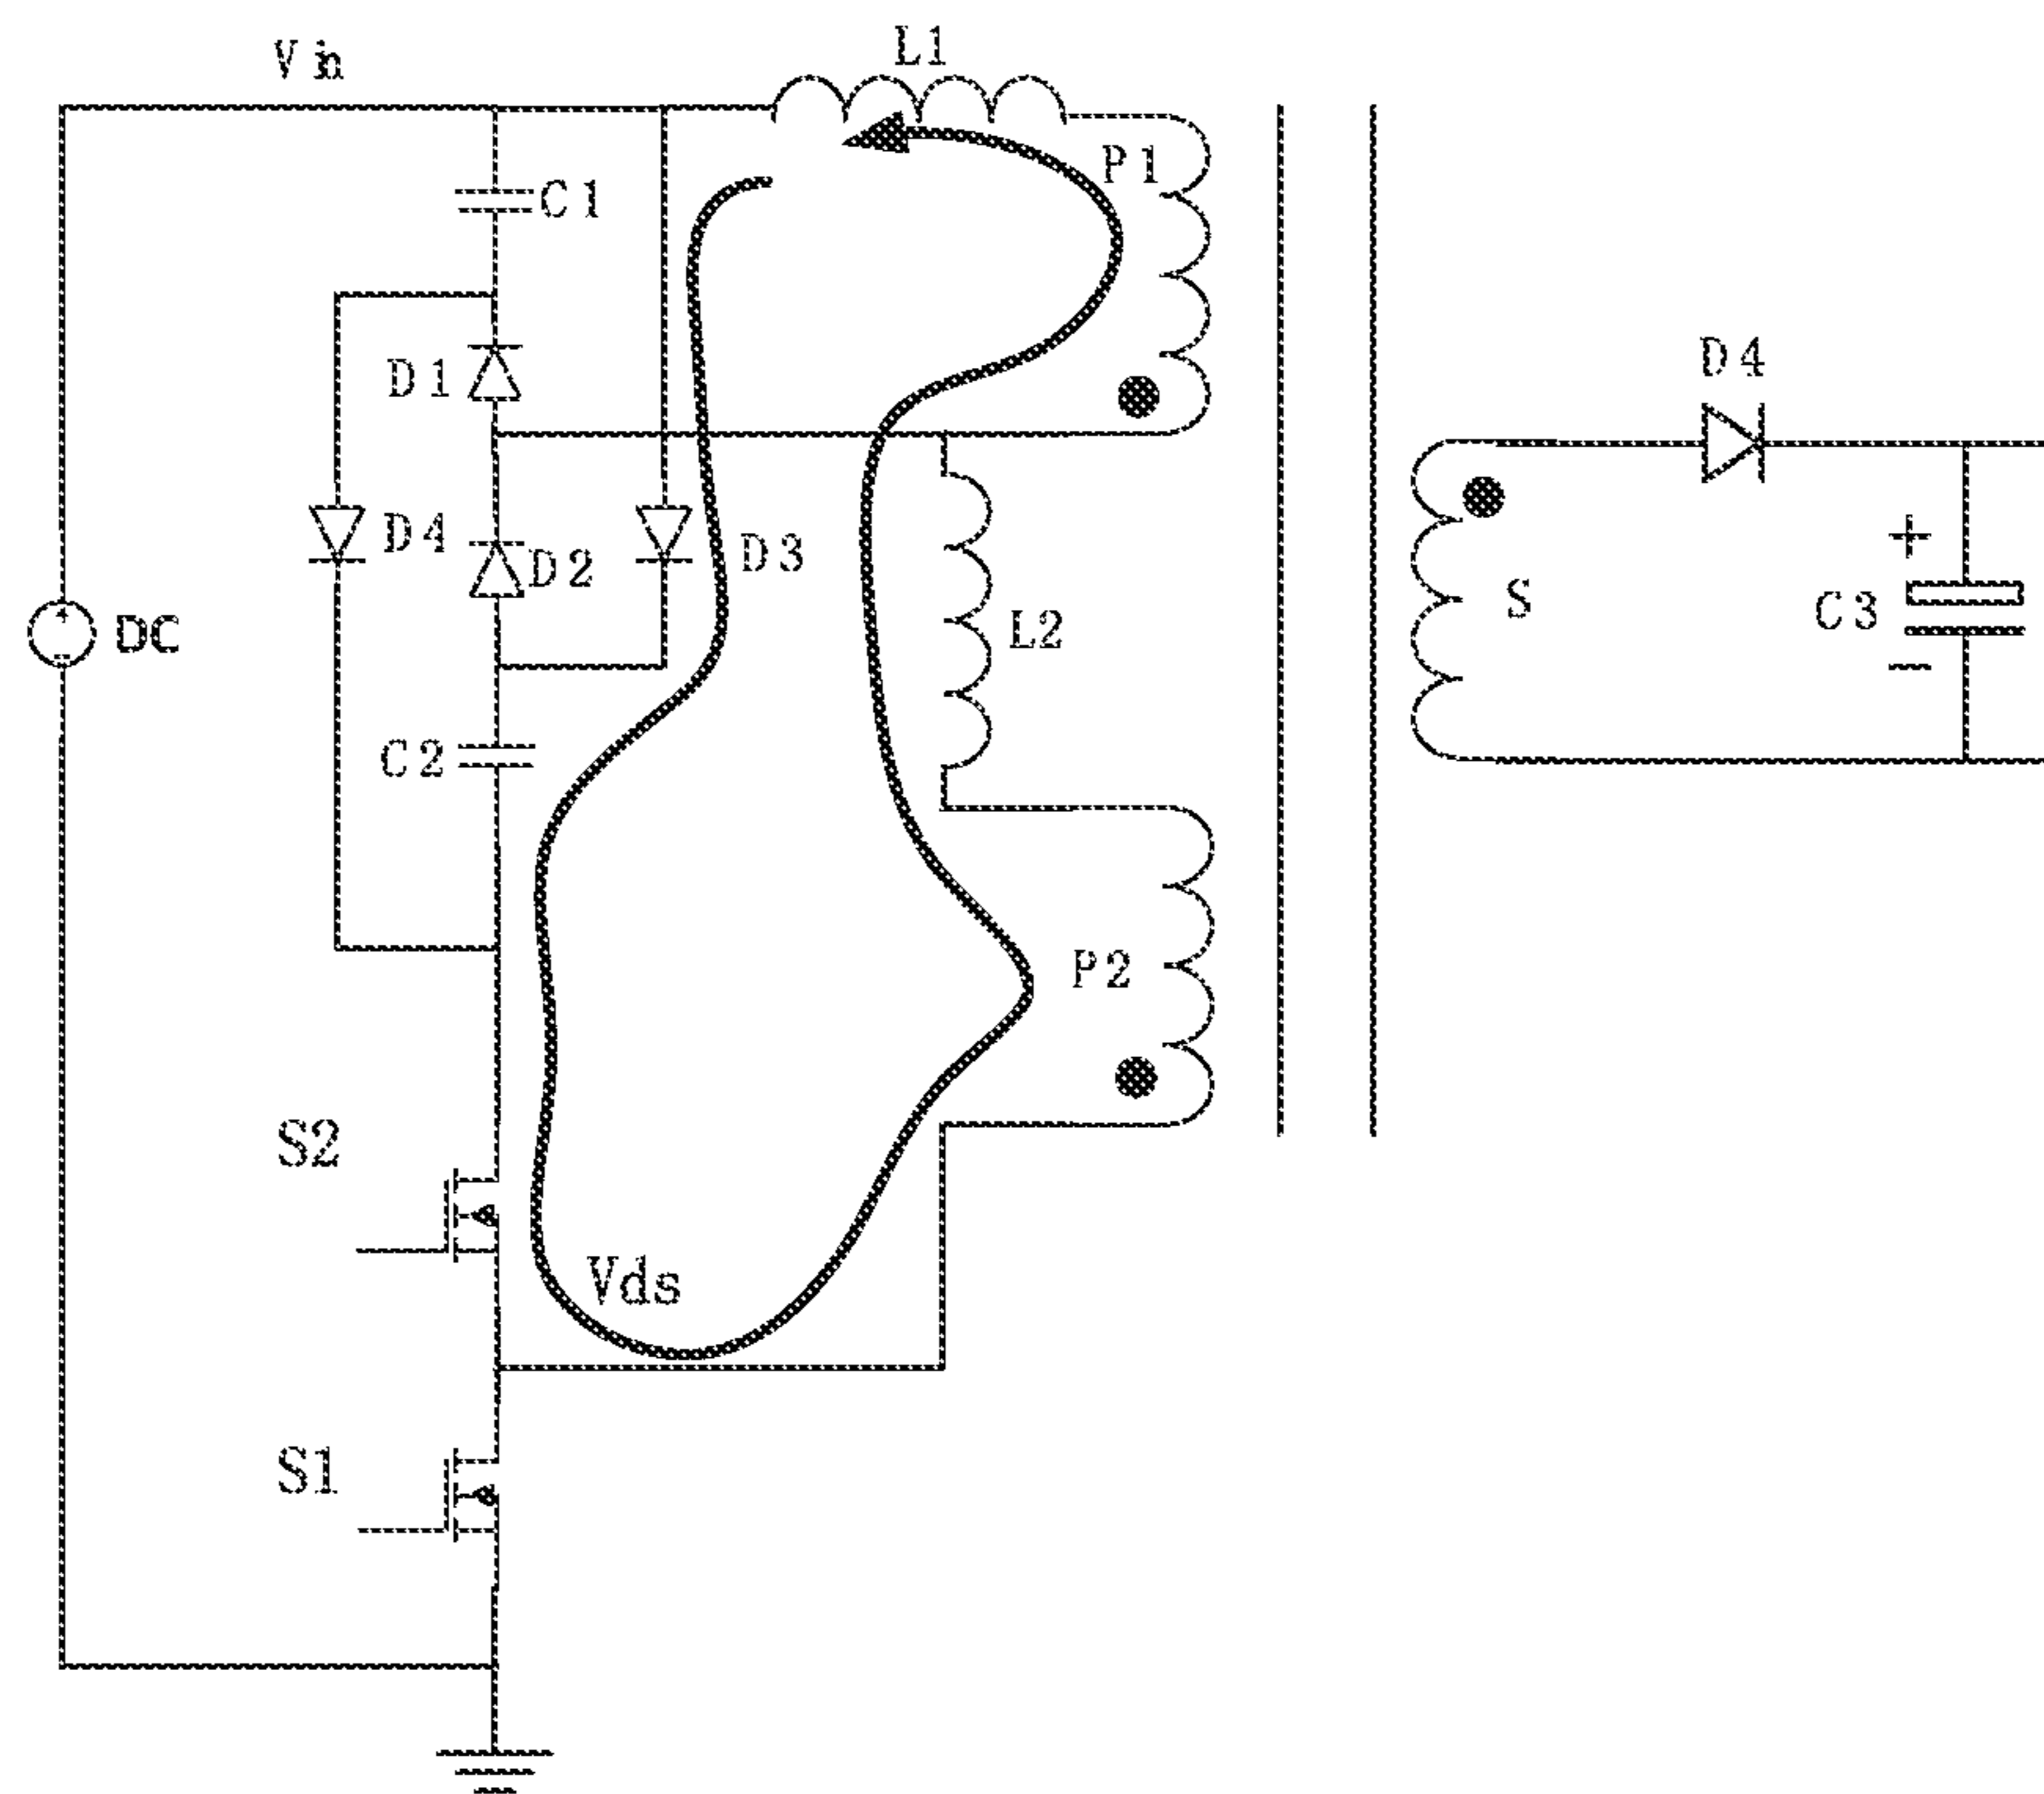 Vin
L1
P1
C1
D1
D4
D4
D2
D3
DC
L2
S
+
C3
−
C2
P2
S2
Vds
S1